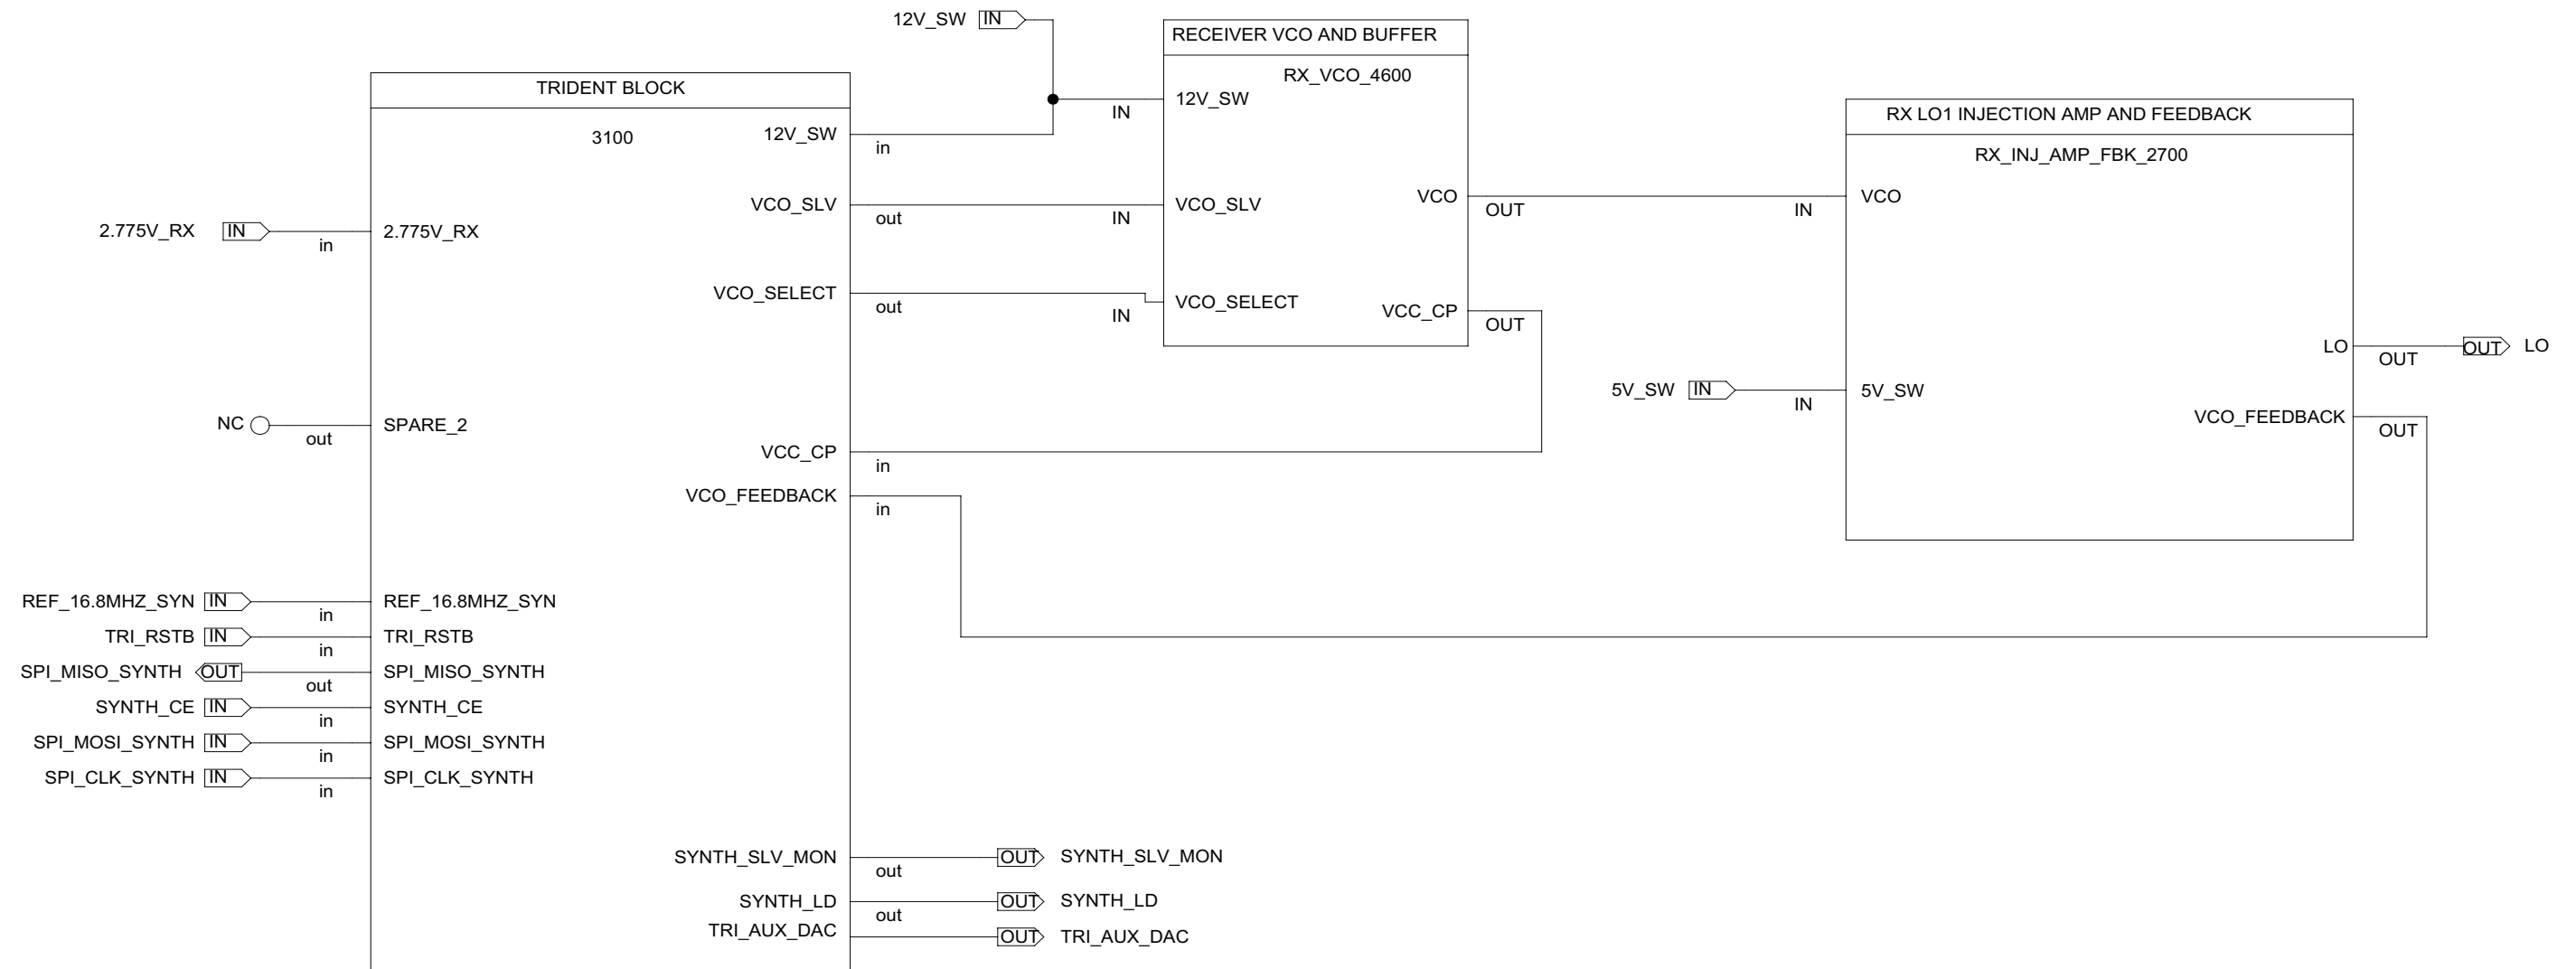 12V_SW IN
RECEIVER VCO AND BUFFER
RX_VCO_4600
12V_SW
IN
VCO_SLV
IN
VCO_SELECT
IN
VCO
OUT
VCC_CP
OUT
TRIDENT BLOCK
3100
12V_SW
in
VCO_SLV
out
VCO_SELECT
out
VCC_CP
in
VCO_FEEDBACK
in
2.775V_RX IN
in
2.775V_RX
NC
out
SPARE_2
REF_16.8MHZ_SYN IN
in
REF_16.8MHZ_SYN
TRI_RSTB IN
in
TRI_RSTB
SPI_MISO_SYNTH OUT
out
SPI_MISO_SYNTH
SYNTH_CE IN
in
SYNTH_CE
SPI_MOSI_SYNTH IN
in
SPI_MOSI_SYNTH
SPI_CLK_SYNTH IN
in
SPI_CLK_SYNTH
SYNTH_SLV_MON
out
OUT SYNTH_SLV_MON
SYNTH_LD
out
OUT SYNTH_LD
TRI_AUX_DAC
OUT TRI_AUX_DAC
RX LO1 INJECTION AMP AND FEEDBACK
RX_INJ_AMP_FBK_2700
VCO
IN
5V_SW IN
IN
5V_SW
LO
OUT
OUT LO
VCO_FEEDBACK
OUT